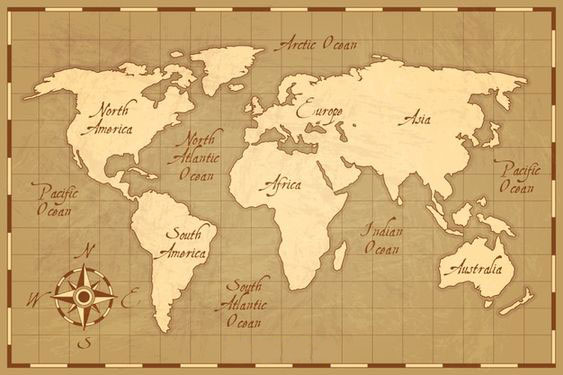 Arctic Ocean
North
America
Europe
Asia
North
Atlantic
Ocean
Pacific
Ocean
Africa
Pacific
Ocean
South
America
Indian
Ocean
Australia
South
Atlantic
Ocean
N
W
E
S